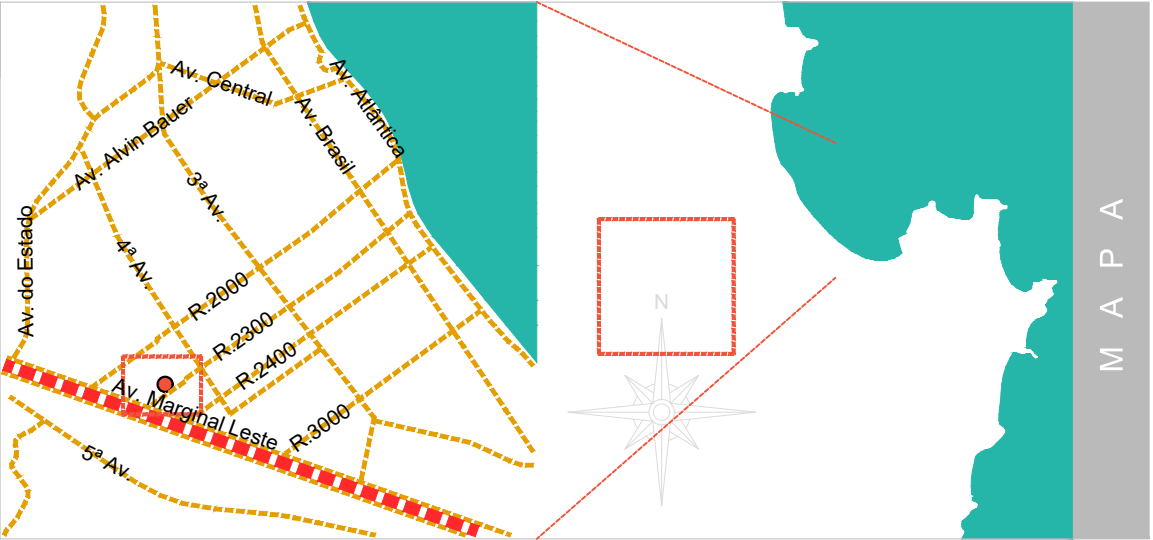 Av. Central
Av. Atlântica
Av. Alvin Bauer
Av. Brasil
3ª Av.
Av. do Estado
4ª Av.
R.2000
R.2300
R.2400
Av. Marginal Leste
R.3000
5ª Av.
N
MAPA